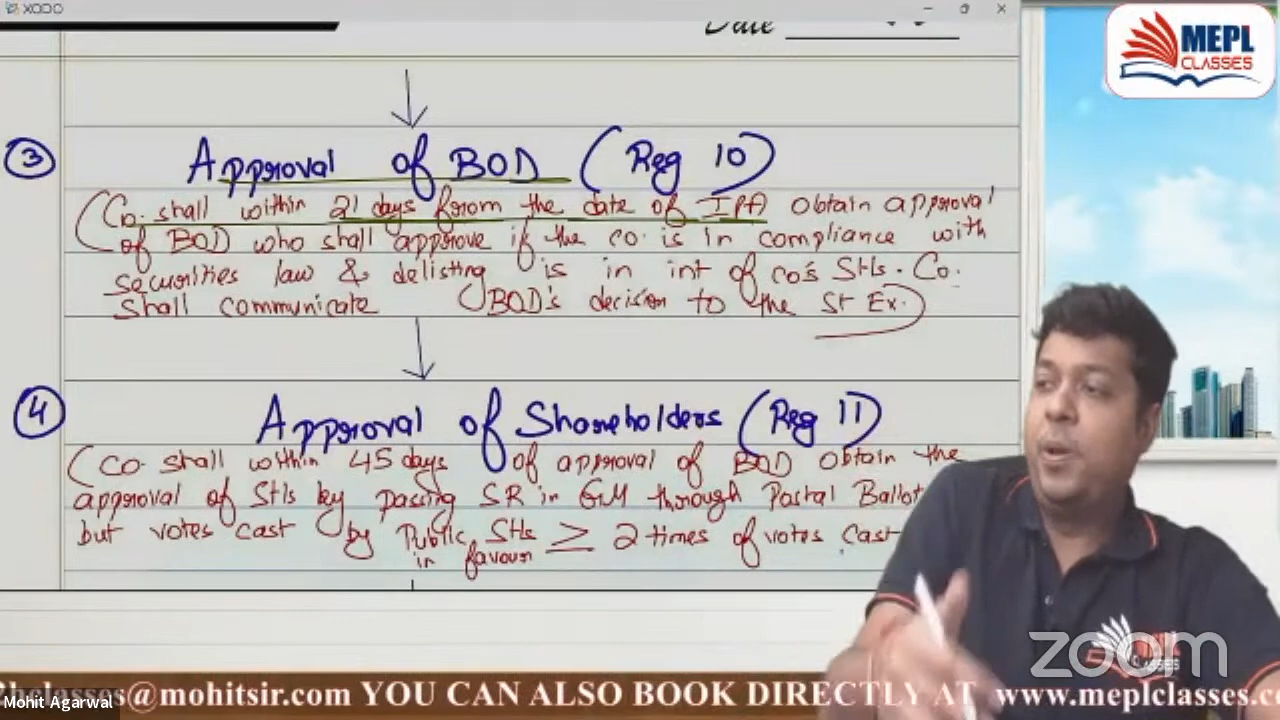 XODO
Date
MEPL
CLASSES
③ Approval of BOD (Reg 10)
(Co. shall within 21 days from the date of IPA obtain approval
of BOD who shall approve if the co. is in compliance with
securities law & delisting is in int of co's SHs. Co.
shall communicate BOD's decision to the St Ex.)
④ Approval of Shareholders (Reg 11)
(Co shall within 45 days of approval of BOD obtain the
approval of SHs by passing SR in GM through Postal Ballot
but votes cast by Public SHs ≥ 2 times of votes cast
in favour
CLASSES
zoom
Mohit Agarwal
classes@mohitsir.com YOU CAN ALSO BOOK DIRECTLY AT www.meplclasses.c